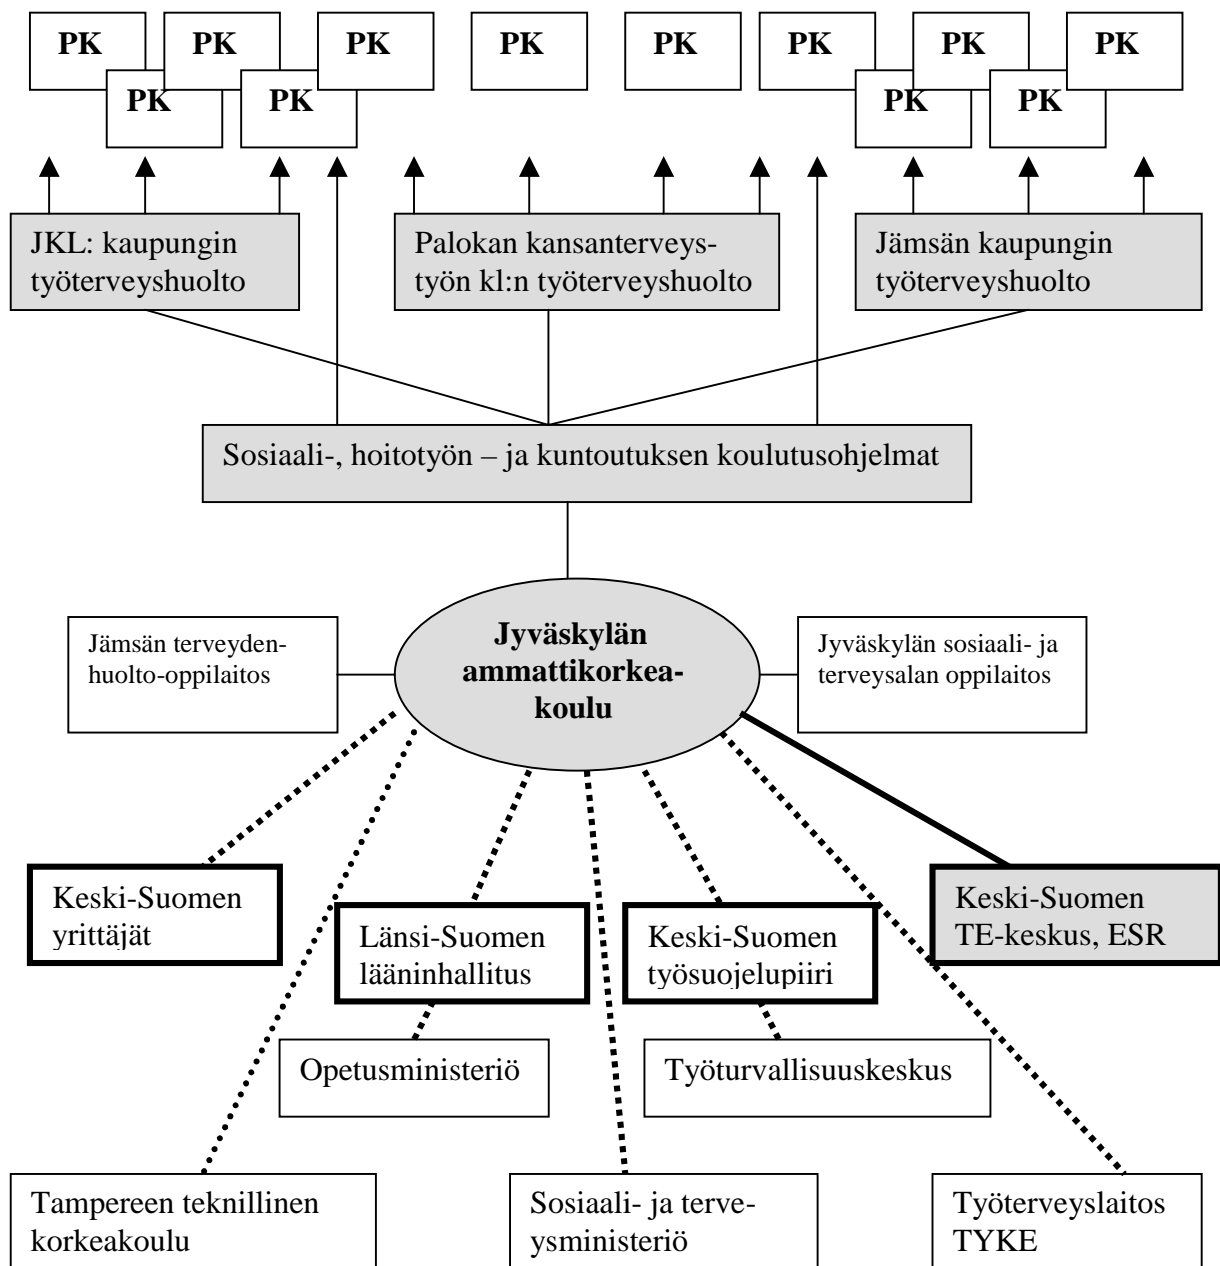 PK PK PK PK PK PK PK PK
PK PK PK PK
JKL: kaupungin
työterveyshuolto
Palokan kansanterveys-
työn kl:n työterveyshuolto
Jämsän kaupungin
työterveyshuolto
Sosiaali-, hoitotyön – ja kuntoutuksen koulutusohjelmat
Jämsän terveyden-
huolto-oppilaitos
Jyväskylän
ammattikorkea-
koulu
Jyväskylän sosiaali- ja
terveysalan oppilaitos
Keski-Suomen
yrittäjät
Länsi-Suomen
lääninhallitus
Keski-Suomen
työsuojelupiiri
Keski-Suomen
TE-keskus, ESR
Opetusministeriö
Työturvallisuuskeskus
Tampereen teknillinen
korkeakoulu
Sosiaali- ja terve-
ysministeriö
Työterveyslaitos
TYKE